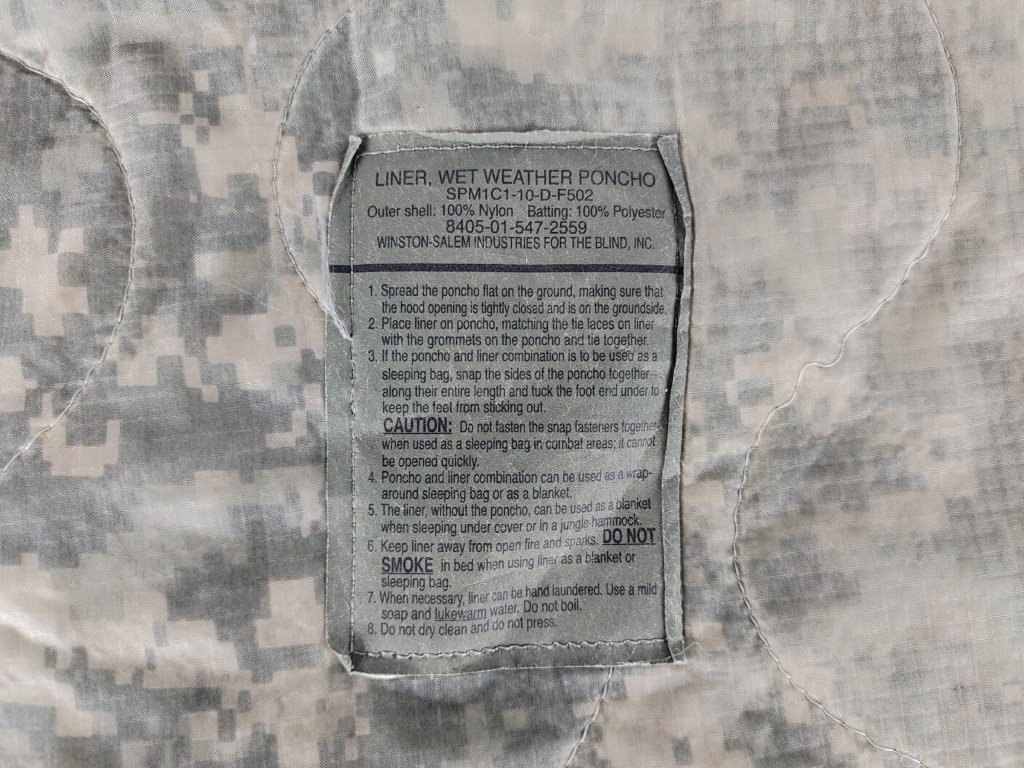 LINER, WET WEATHER PONCHO
SPM1C1-10-D-F502
Outer shell: 100% Nylon Batting: 100% Polyester
8405-01-547-2559
WINSTON-SALEM INDUSTRIES FOR THE BLIND, INC.
1. Spread the poncho flat on the ground, making sure that
the hood opening is tightly closed and is on the groundside.
2. Place liner on poncho, matching the tie laces on liner
with the grommets on the poncho and tie together.
3. If the poncho and liner combination is to be used as a
sleeping bag, snap the sides of the poncho together
along their entire length and tuck the foot end under to
keep the feet from sticking out.
CAUTION: Do not fasten the snap fasteners together
when used as a sleeping bag in combat areas; it cannot
be opened quickly.
4. Poncho and liner combination can be used as a wrap-
around sleeping bag or as a blanket.
5. The liner, without the poncho, can be used as a blanket
when sleeping under cover or in a jungle hammock.
6. Keep liner away from open fire and sparks. DO NOT
SMOKE in bed when using liner as a blanket or
sleeping bag.
7. When necessary, liner can be hand laundered. Use a mild
soap and lukewarm water. Do not boil.
8. Do not dry clean and do not press.